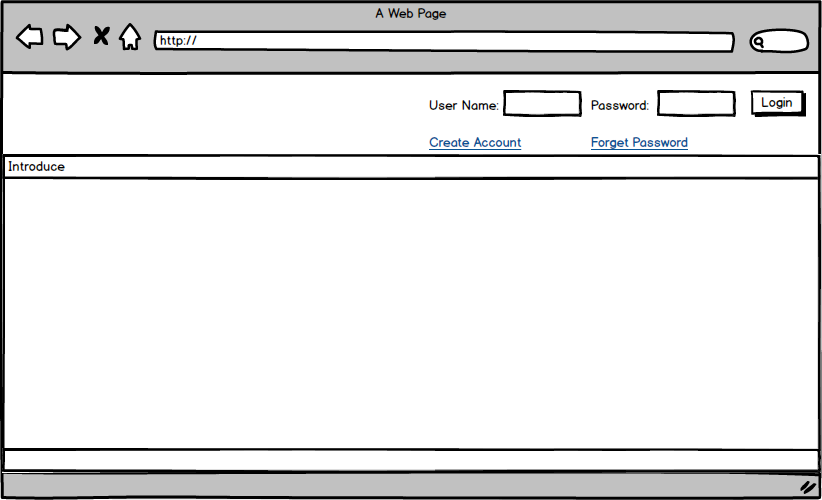 A Web Page
http://
User Name: Password: Login
Create Account Forget Password
Introduce